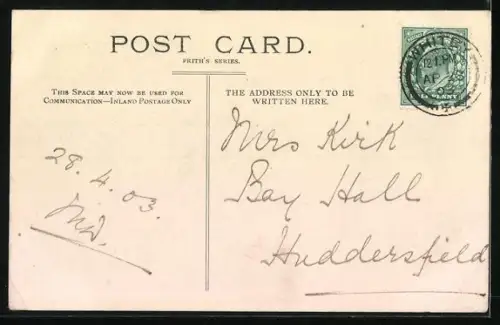 POST CARD.
FRITH'S SERIES.
THIS SPACE MAY NOW BE USED FOR
COMMUNICATION—INLAND POSTAGE ONLY
THE ADDRESS ONLY TO BE
WRITTEN HERE.
WHITBY
28.4.03.
Mrs Kirk
Bay Hall
Huddersfield